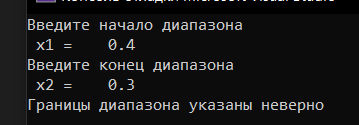 Введите начало диапазона
x1 =    0.4
Введите конец диапазона
x2 =    0.3
Границы диапазона указаны неверно